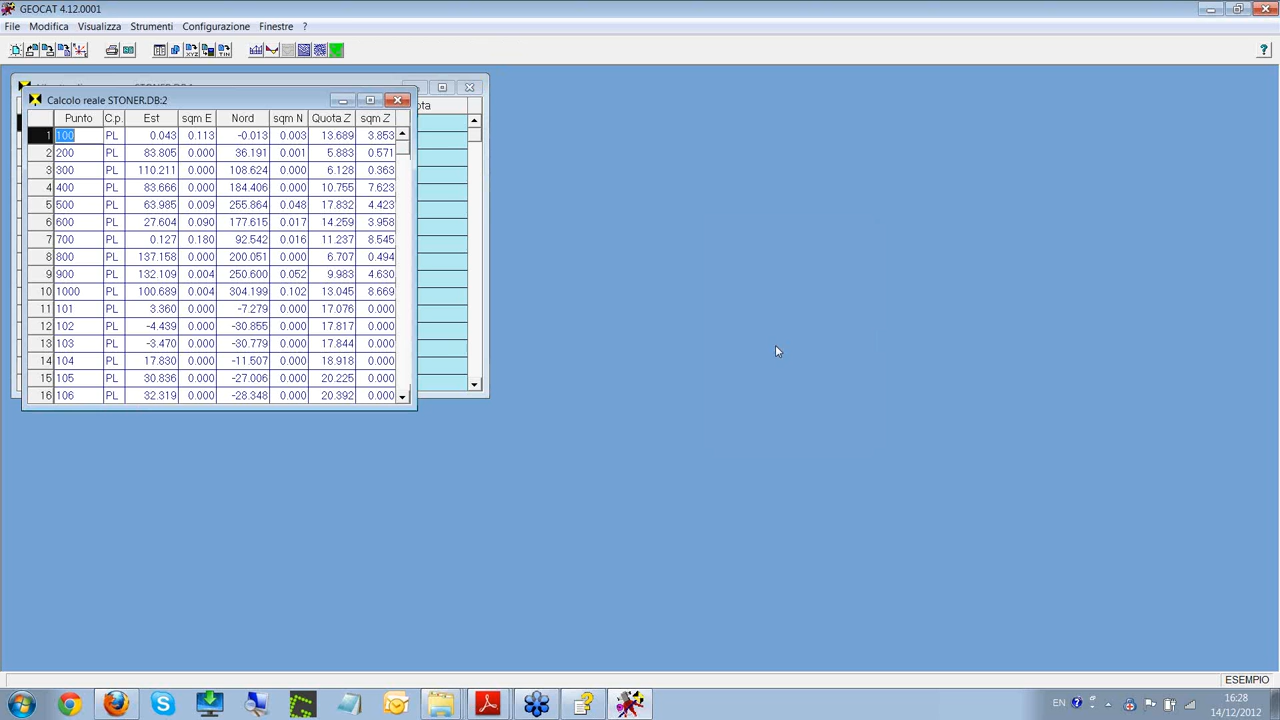 GEOCAT 4.12.0001
File Modifica Visualizza Strumenti Configurazione Finestre ?
XYZ TIN ?
Calcolo reale STONER.DB:2
ota
Punto C.p. Est sqm E Nord sqm N Quota Z sqm Z
1 100 PL 0.043 0.113 -0.013 0.003 13.689 3.853
2 200 PL 83.805 0.000 36.191 0.001 5.883 0.571
3 300 PL 110.211 0.000 108.624 0.000 6.128 0.363
4 400 PL 83.666 0.000 184.406 0.000 10.755 7.623
5 500 PL 63.985 0.009 255.864 0.048 17.832 4.423
6 600 PL 27.604 0.090 177.615 0.017 14.259 3.958
7 700 PL 0.127 0.180 92.542 0.016 11.237 8.545
8 800 PL 137.158 0.000 200.051 0.000 6.707 0.494
9 900 PL 132.109 0.004 250.600 0.052 9.983 4.630
10 1000 PL 100.689 0.004 304.199 0.102 13.045 8.669
11 101 PL 3.360 0.000 -7.279 0.000 17.076 0.000
12 102 PL -4.439 0.000 -30.855 0.000 17.817 0.000
13 103 PL -3.470 0.000 -30.779 0.000 17.844 0.000
14 104 PL 17.830 0.000 -11.507 0.000 18.918 0.000
15 105 PL 30.836 0.000 -27.006 0.000 20.225 0.000
16 106 PL 32.319 0.000 -28.348 0.000 20.392 0.000
ESEMPIO
EN ? 16:28
14/12/2012